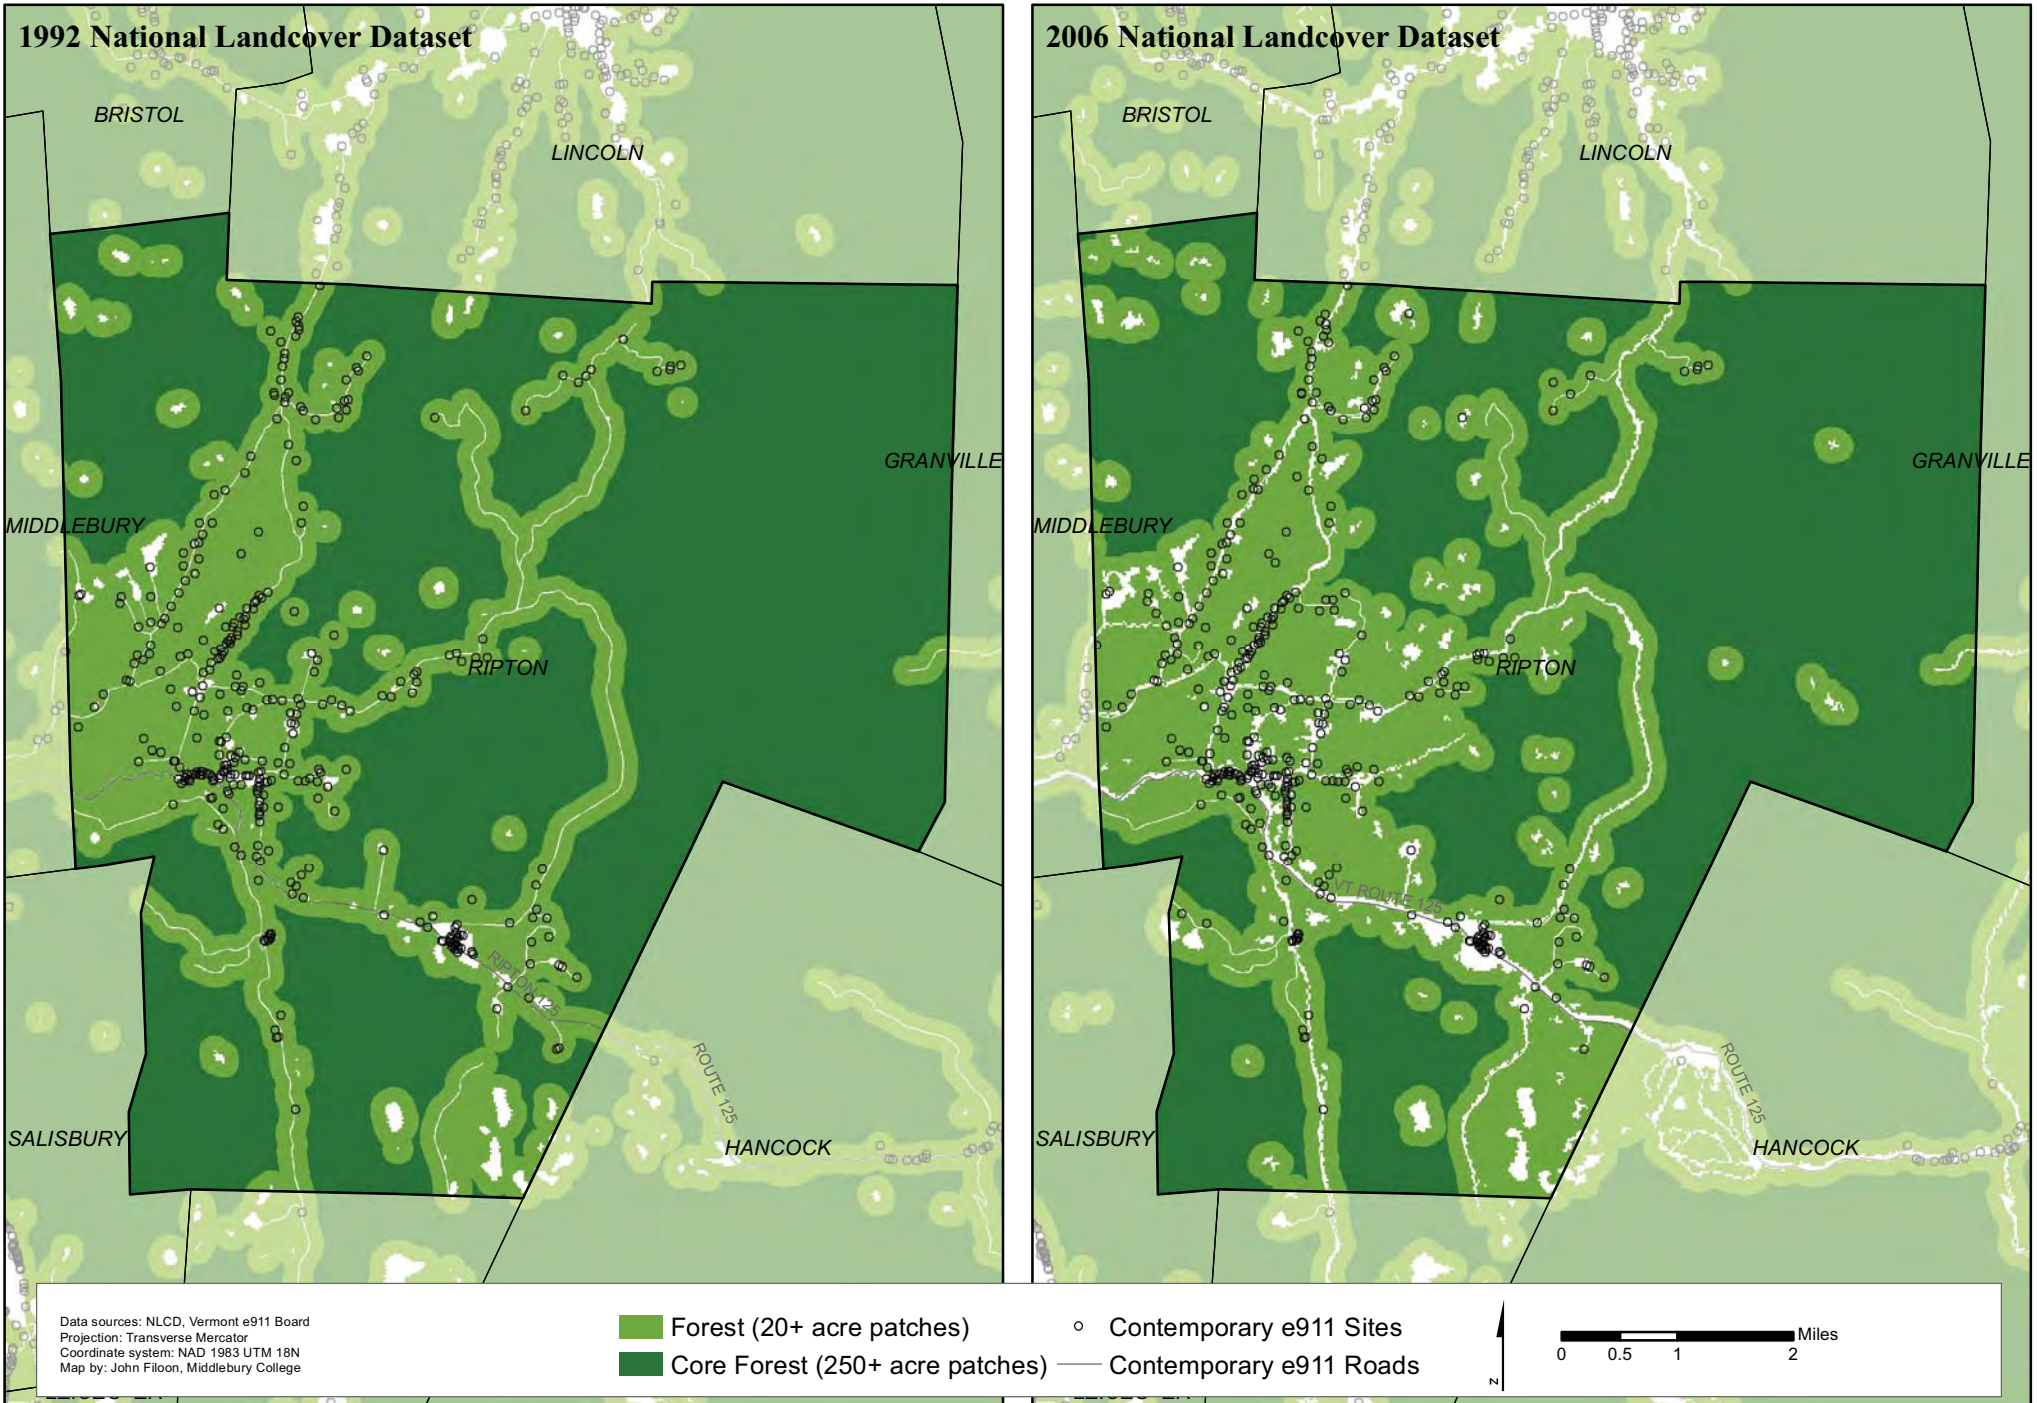 1992 National Landcover Dataset
BRISTOL
LINCOLN
GRANVILLE
MIDDLEBURY
RIPTON
RIPTON 125
ROUTE 125
SALISBURY
HANCOCK
2006 National Landcover Dataset
BRISTOL
LINCOLN
GRANVILLE
MIDDLEBURY
RIPTON
VT ROUTE 125
ROUTE 125
SALISBURY
HANCOCK
Data sources: NLCD, Vermont e911 Board
Projection: Transverse Mercator
Coordinate system: NAD 1983 UTM 18N
Map by: John Filoon, Middlebury College
Forest (20+ acre patches)
Core Forest (250+ acre patches)
Contemporary e911 Sites
Contemporary e911 Roads
N
Miles
0 0.5 1 2